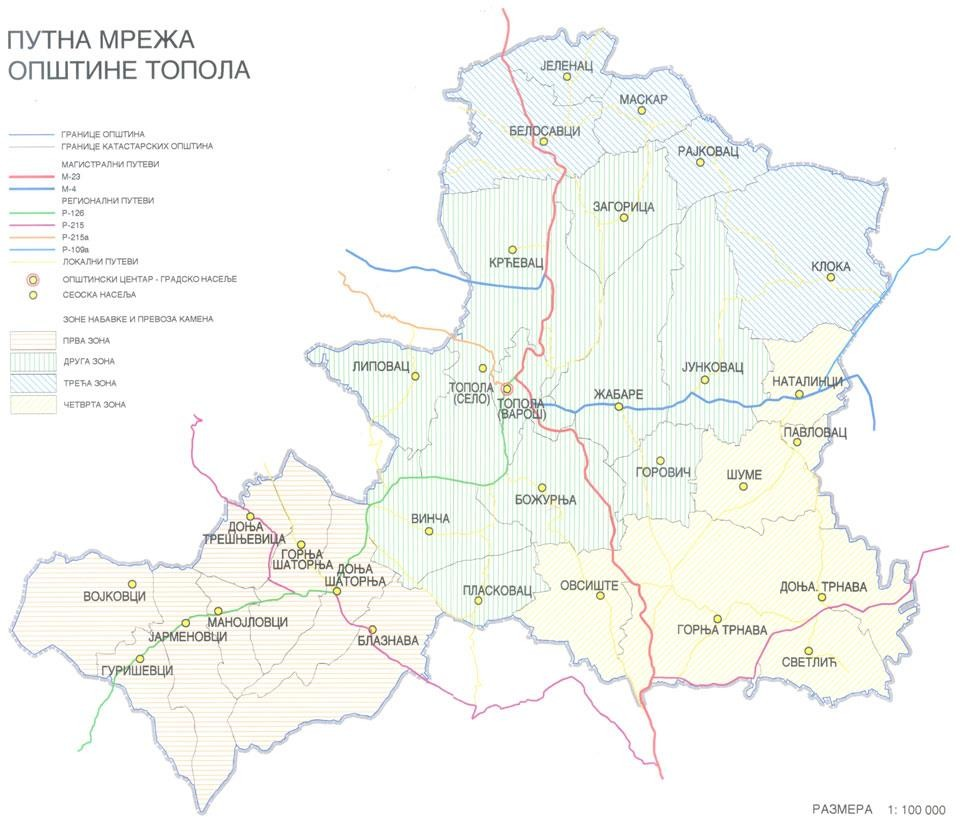 ПУТНА МРЕЖА
ОПШТИНЕ ТОПОЛА
ГРАНИЦЕ ОПШТИНА
ГРАНИЦЕ КАТАСТАРСКИХ ОПШТИНА
МАГИСТРАЛНИ ПУТЕВИ
М-23
М-4
РЕГИОНАЛНИ ПУТЕВИ
Р-126
Р-215
Р-215а
Р-109а
ЛОКАЛНИ ПУТЕВИ
ОПШТИНСКИ ЦЕНТАР - ГРАДСКО НАСЕЉЕ
СЕОСКА НАСЕЉА
ЗОНЕ НАБАВКЕ И ПРЕВОЗА КАМЕНА
ПРВА ЗОНА
ДРУГА ЗОНА
ТРЕЋА ЗОНА
ЧЕТВРТА ЗОНА
ЈЕЛЕНАЦ
МАСКАР
БЕЛОСАВЦИ
РАЈКОВАЦ
ЗАГОРИЦА
КРЋЕВАЦ
КЛОКА
ЛИПОВАЦ
ТОПОЛА
(СЕЛО)
ТОПОЛА
(ВАРОШ)
ЖАБАРЕ
ЈУНКОВАЦ
НАТАЛИНЦИ
ПАВЛОВАЦ
ГОРОВИЧ
ШУМЕ
БОЖУРЊА
ВИНЧА
ДОЊА
ТРЕШЊЕВИЦА
ГОРЊА
ШАТОРЊА
ДОЊА
ШАТОРЊА
ПЛАСКОВАЦ
ОВСИШТЕ
ДОЊА. ТРНАВА
ВОЈКОВЦИ
МАНОЈЛОВЦИ
ЈАРМЕНОВЦИ
БЛАЗНАВА
ГОРЊА ТРНАВА
ГУРИШЕВЦИ
СВЕТЛИЋ
РАЗМЕРА 1: 100 000